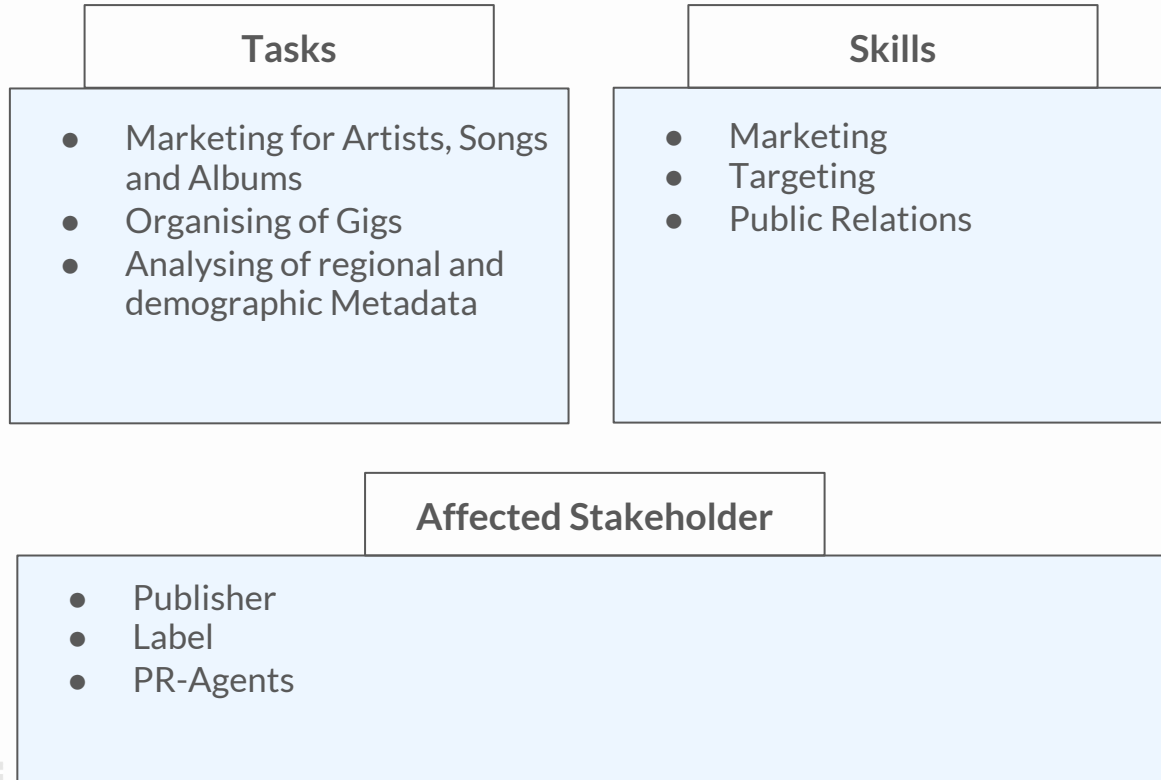 Tasks
● Marketing for Artists, Songs
and Albums
● Organising of Gigs
● Analysing of regional and
demographic Metadata
Skills
● Marketing
● Targeting
● Public Relations
Affected Stakeholder
● Publisher
● Label
● PR-Agents